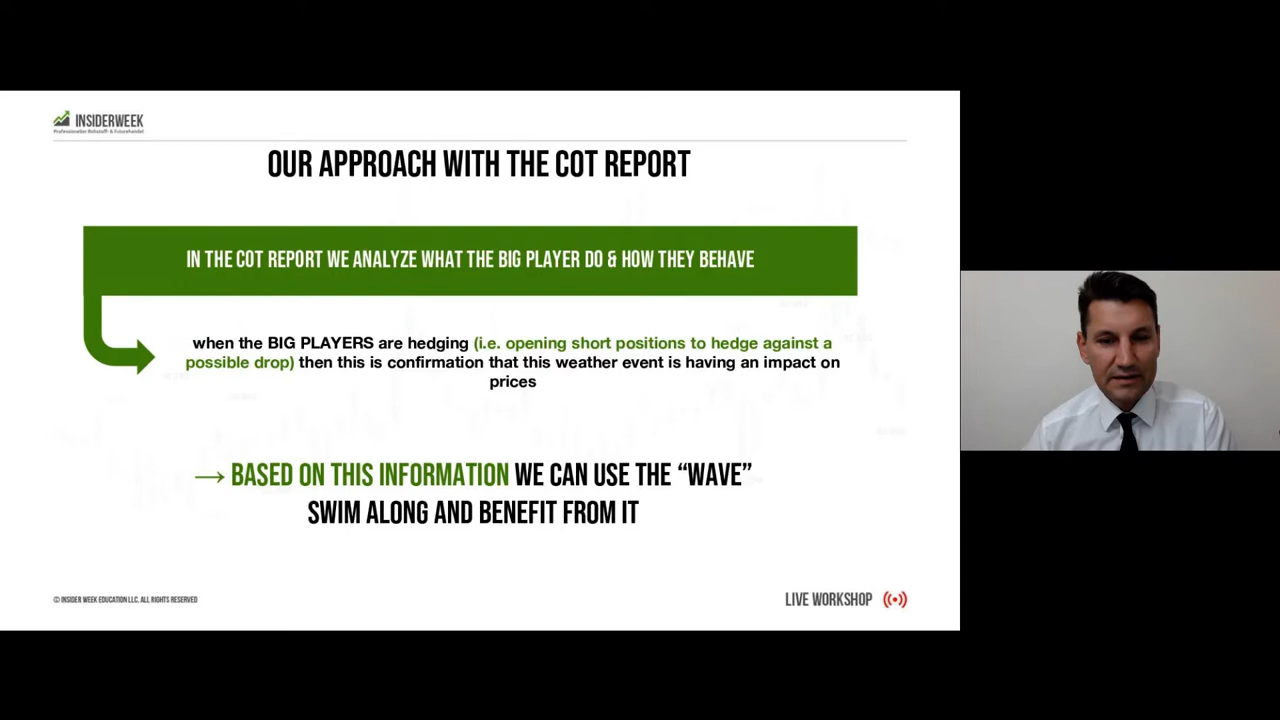 INSIDERWEEK
Professioneller Rohstoff- & Futurehandel
OUR APPROACH WITH THE COT REPORT
IN THE COT REPORT WE ANALYZE WHAT THE BIG PLAYER DO & HOW THEY BEHAVE
when the BIG PLAYERS are hedging (i.e. opening short positions to hedge against a
possible drop) then this is confirmation that this weather event is having an impact on
prices
→ BASED ON THIS INFORMATION WE CAN USE THE “WAVE”
SWIM ALONG AND BENEFIT FROM IT
© INSIDER WEEK EDUCATION LLC. ALL RIGHTS RESERVED
LIVE WORKSHOP